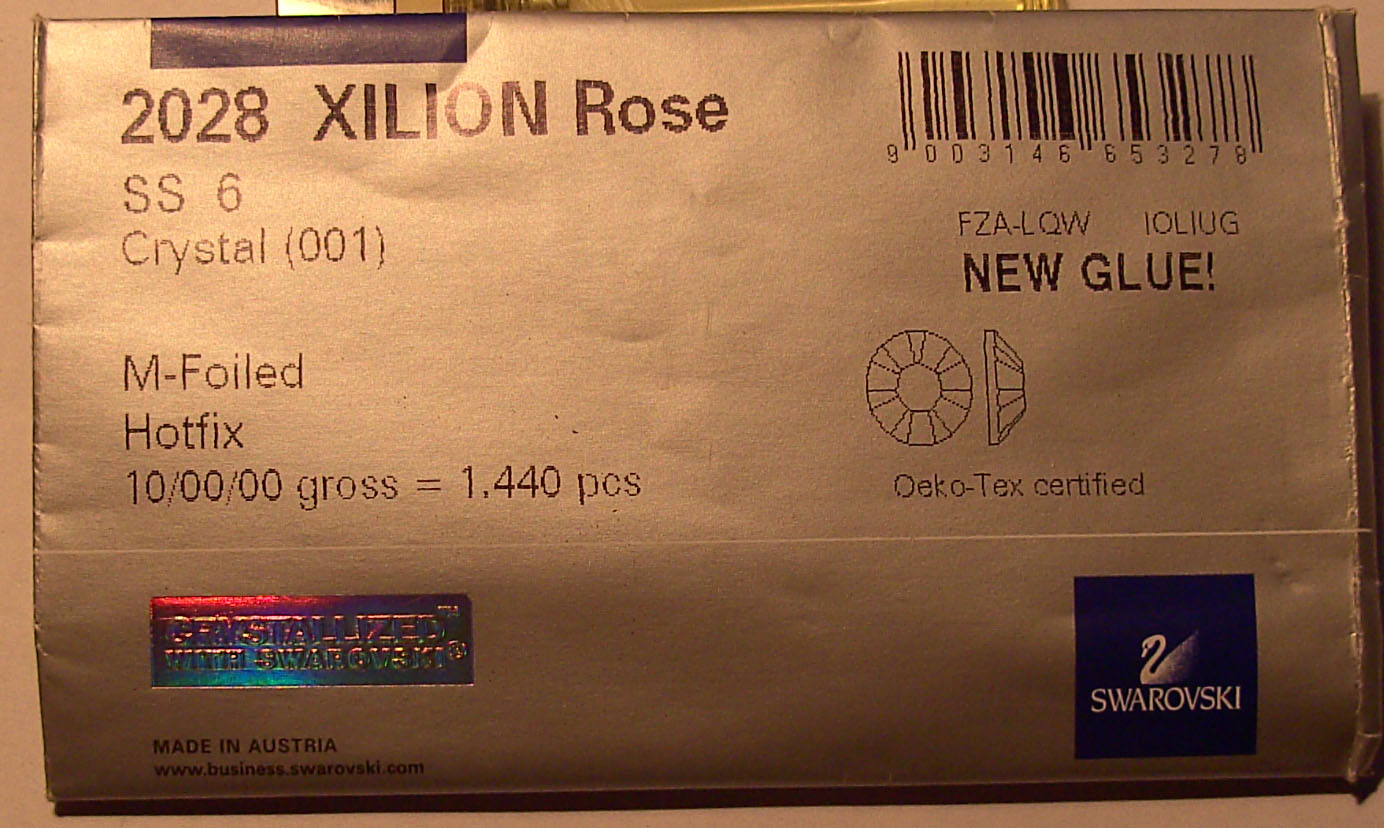 2028 XILION Rose
SS 6
Crystal (001)
M-Foiled
Hotfix
10/00/00 gross = 1.440 pcs
9 003146 653278
FZA-LQW IOLIUG
NEW GLUE!
Oeko-Tex certified
CRYSTALLIZED™
WITH SWAROVSKI®
MADE IN AUSTRIA
www.business.swarovski.com
SWAROVSKI